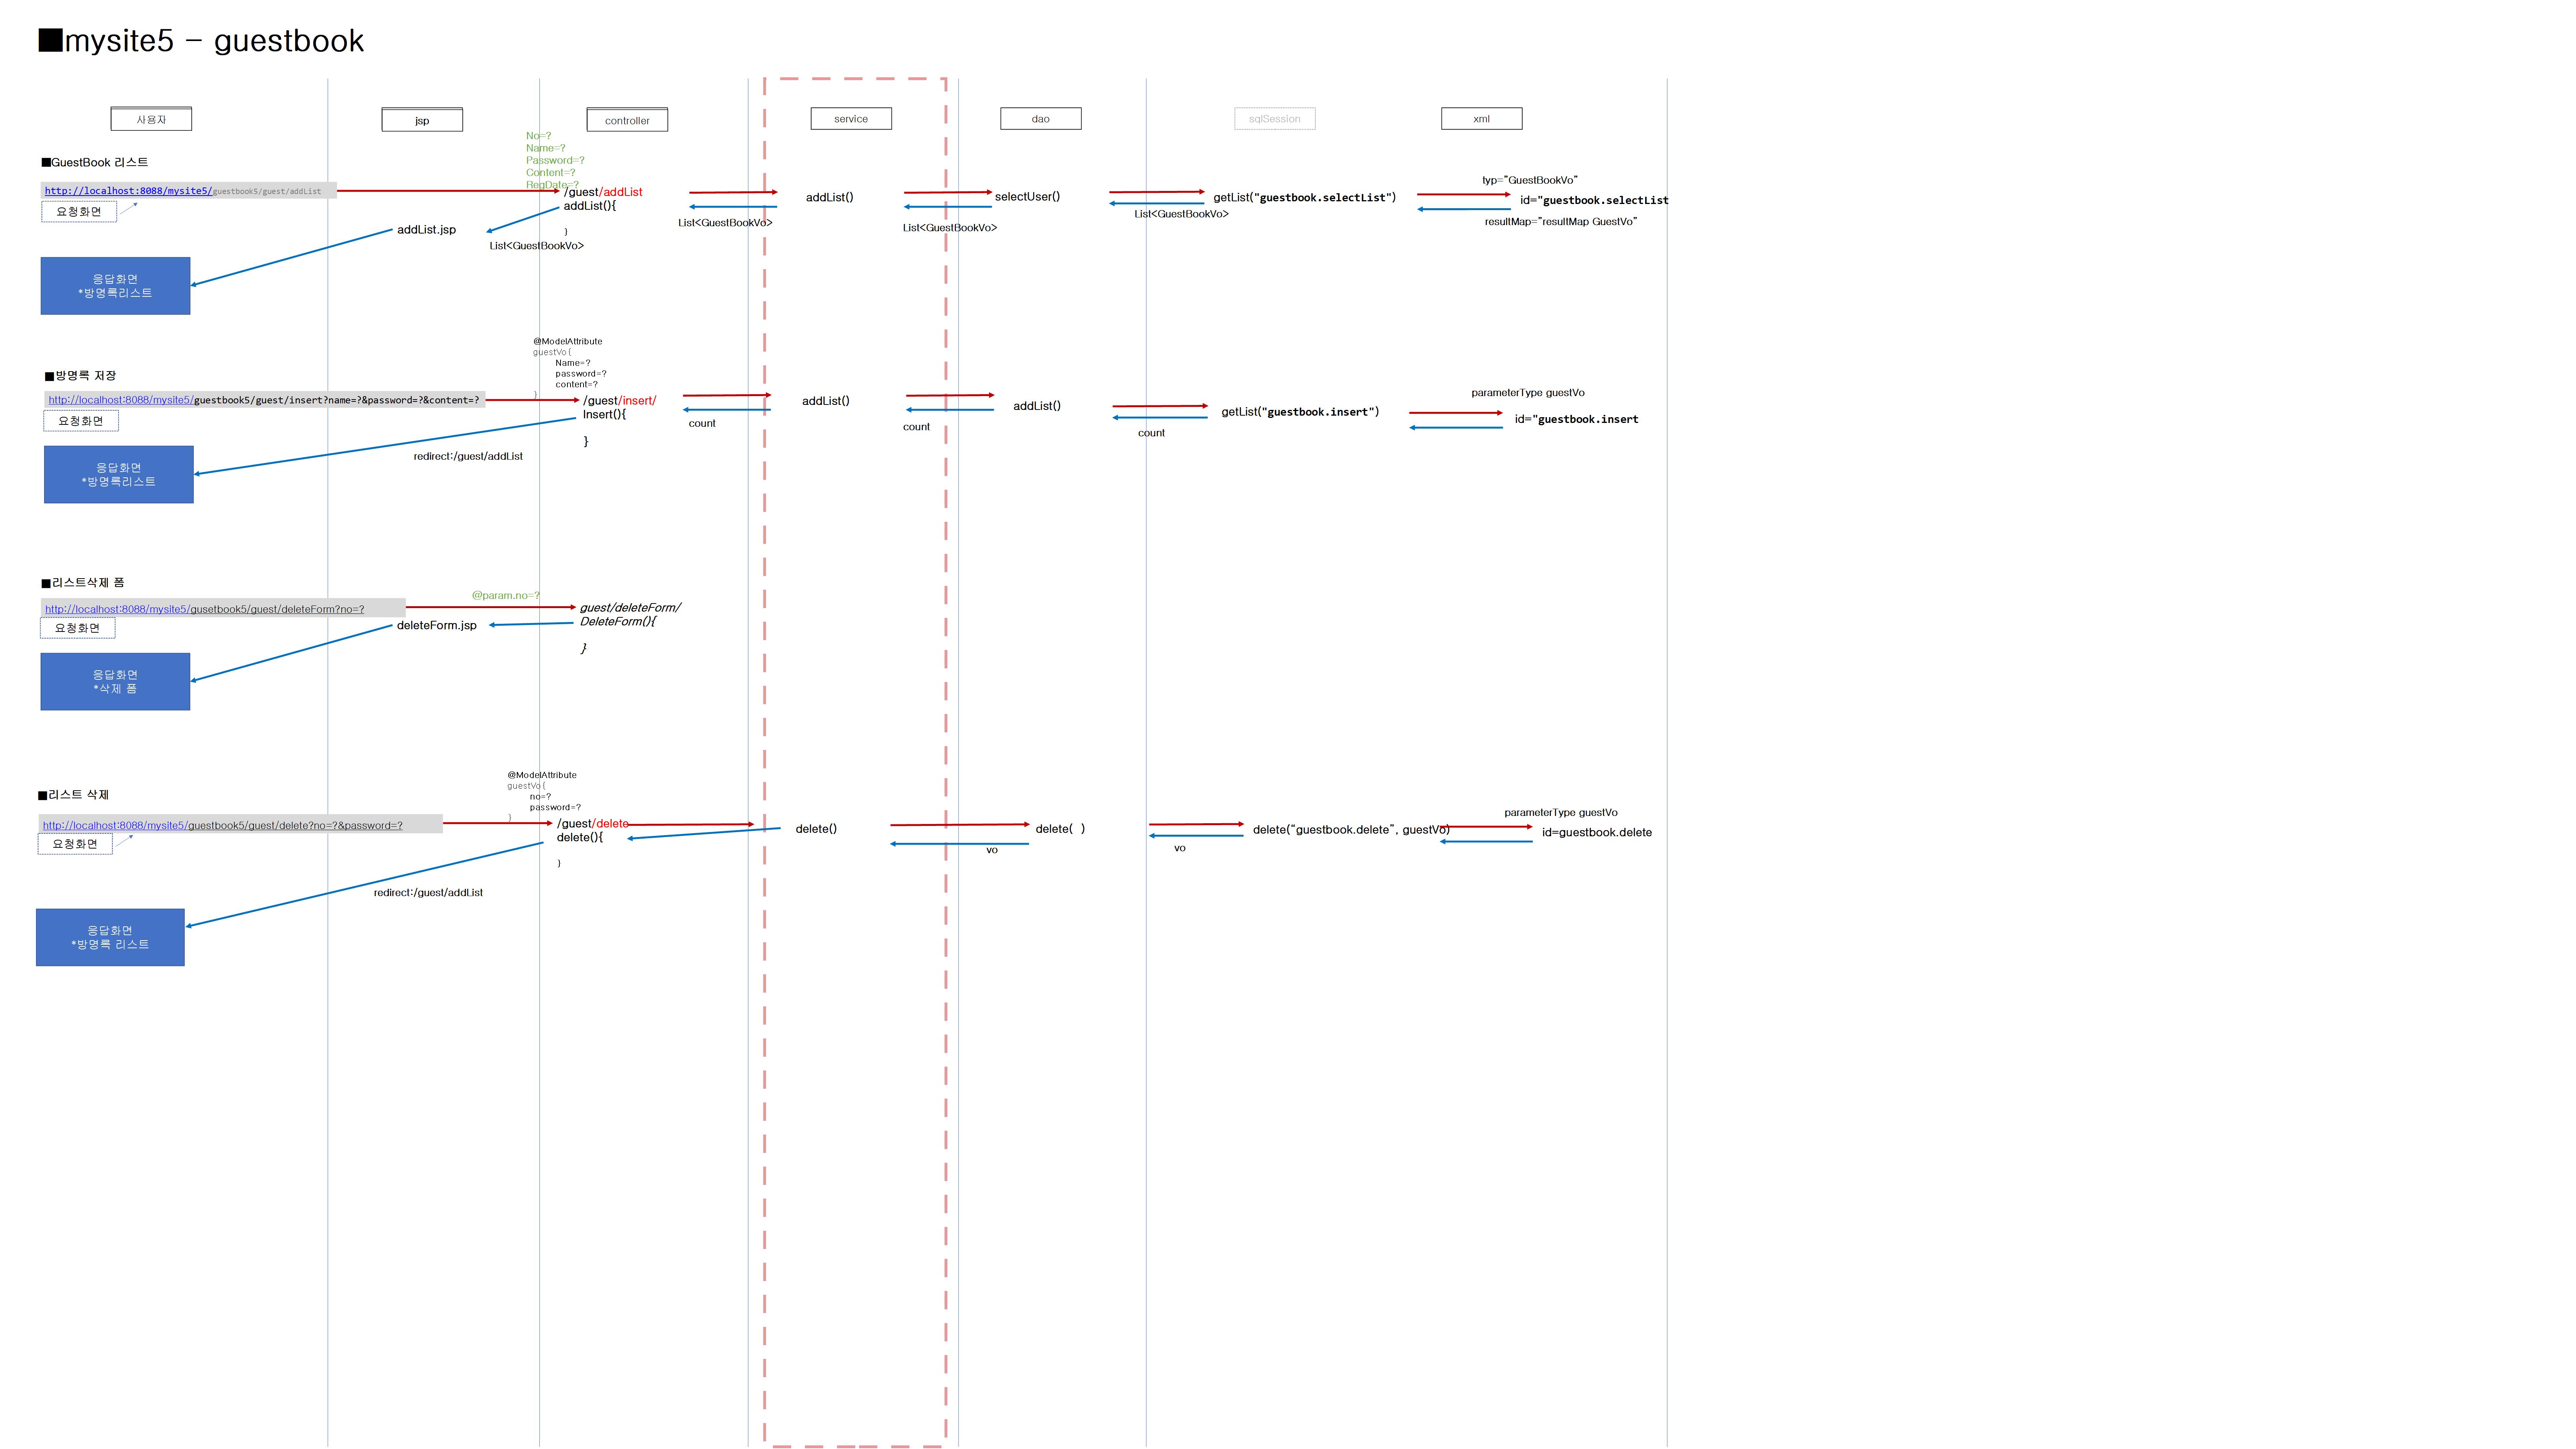 ■mysite5 – guestbook
사용자
jsp
controller
service
dao
sqlSession
xml
■GuestBook 리스트
http://localhost:8088/mysite5/guestbook5/guest/addList
요청화면
No=?
Name=?
Password=?
Content=?
RegDate=?
/guest/addList
addList(){
}
addList.jsp
List<GuestBookVo>
List<GuestBookVo>
addList()
List<GuestBookVo>
selectUser()
List<GuestBookVo>
getList("guestbook.selectList")
typ="GuestBookVo"
id="guestbook.selectList
resultMap="resultMap GuestVo"
응답화면
*방명록리스트
■방명록 저장
http://localhost:8088/mysite5/guestbook5/guest/insert?name=?&password=?&content=?
요청화면
@ModelAttribute
guestVo{
Name=?
password=?
content=?
}
/guest/insert/
Insert(){
}
redirect:/guest/addList
count
addList()
count
addList()
count
getList("guestbook.insert")
parameterType guestVo
id="guestbook.insert
응답화면
*방명록리스트
■리스트삭제 폼
http://localhost:8088/mysite5/gusetbook5/guest/deleteForm?no=?
요청화면
@param.no=?
guest/deleteForm/
DeleteForm(){
}
deleteForm.jsp
응답화면
*삭제 폼
■리스트 삭제
http://localhost:8088/mysite5/guestbook5/guest/delete?no=?&password=?
요청화면
@ModelAttribute
guestVo{
no=?
password=?
}
/guest/delete
delete(){
}
redirect:/guest/addList
delete()
vo
delete( )
vo
delete("guestbook.delete", guestVo)
parameterType guestVo
id=guestbook.delete
응답화면
*방명록 리스트